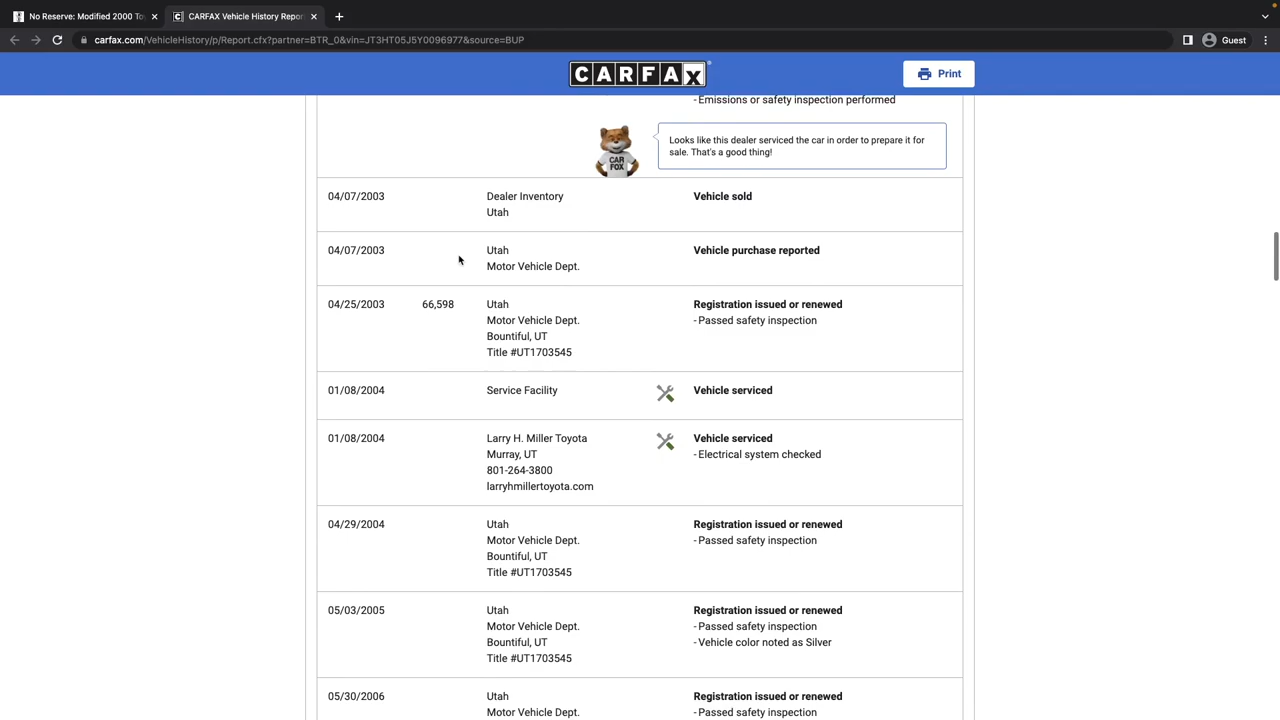 No Reserve: Modified 2000 To
CARFAX Vehicle History Repor
Guest
carfax.com/VehicleHistory/p/Report.cfx?partner=BTR_0&vin=JT3HT05J5Y0096977&source=BUP
CARFAX
Print
- Emissions or safety inspection performed
CAR
FOX
Looks like this dealer serviced the car in order to prepare it for
sale. That's a good thing!
04/07/2003 Dealer Inventory Vehicle sold
Utah
04/07/2003 Utah Vehicle purchase reported
Motor Vehicle Dept.
04/25/2003 66,598 Utah Registration issued or renewed
Motor Vehicle Dept. - Passed safety inspection
Bountiful, UT
Title #UT1703545
01/08/2004 Service Facility Vehicle serviced
01/08/2004 Larry H. Miller Toyota Vehicle serviced
Murray, UT - Electrical system checked
801-264-3800
larryhmillertoyota.com
04/29/2004 Utah Registration issued or renewed
Motor Vehicle Dept. - Passed safety inspection
Bountiful, UT
Title #UT1703545
05/03/2005 Utah Registration issued or renewed
Motor Vehicle Dept. - Passed safety inspection
Bountiful, UT - Vehicle color noted as Silver
Title #UT1703545
05/30/2006 Utah Registration issued or renewed
Motor Vehicle Dept. - Passed safety inspection